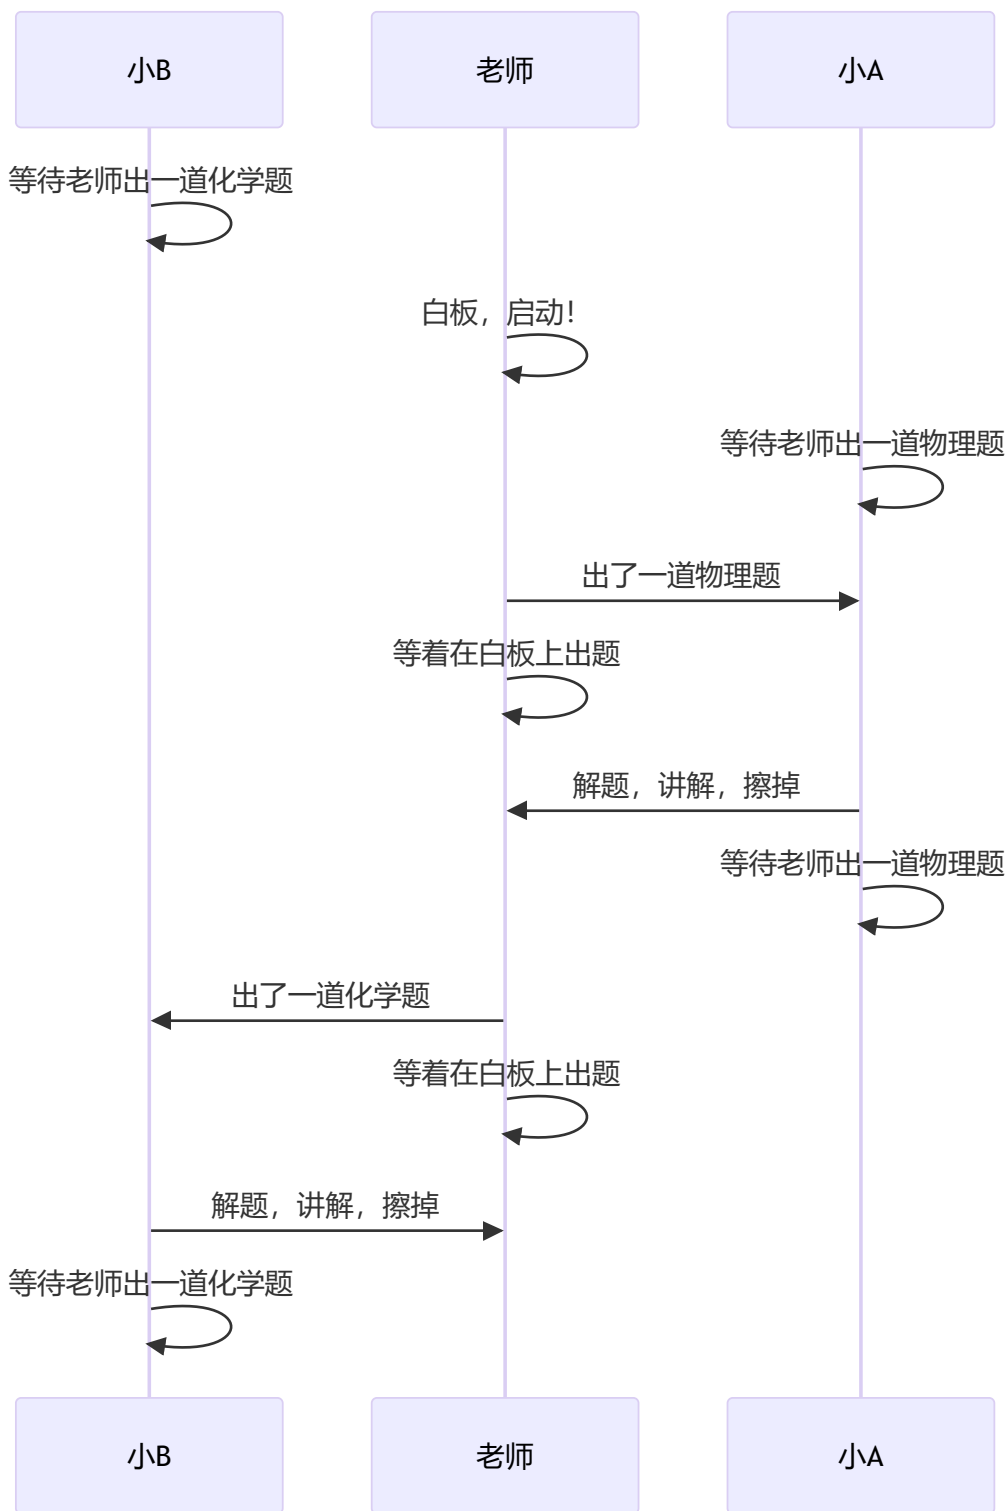 小B
老师
小A
等待老师出一道化学题
白板，启动！
等待老师出一道物理题
出了一道物理题
等着在白板上出题
解题，讲解，擦掉
等待老师出一道物理题
出了一道化学题
等着在白板上出题
解题，讲解，擦掉
等待老师出一道化学题
小B
老师
小A